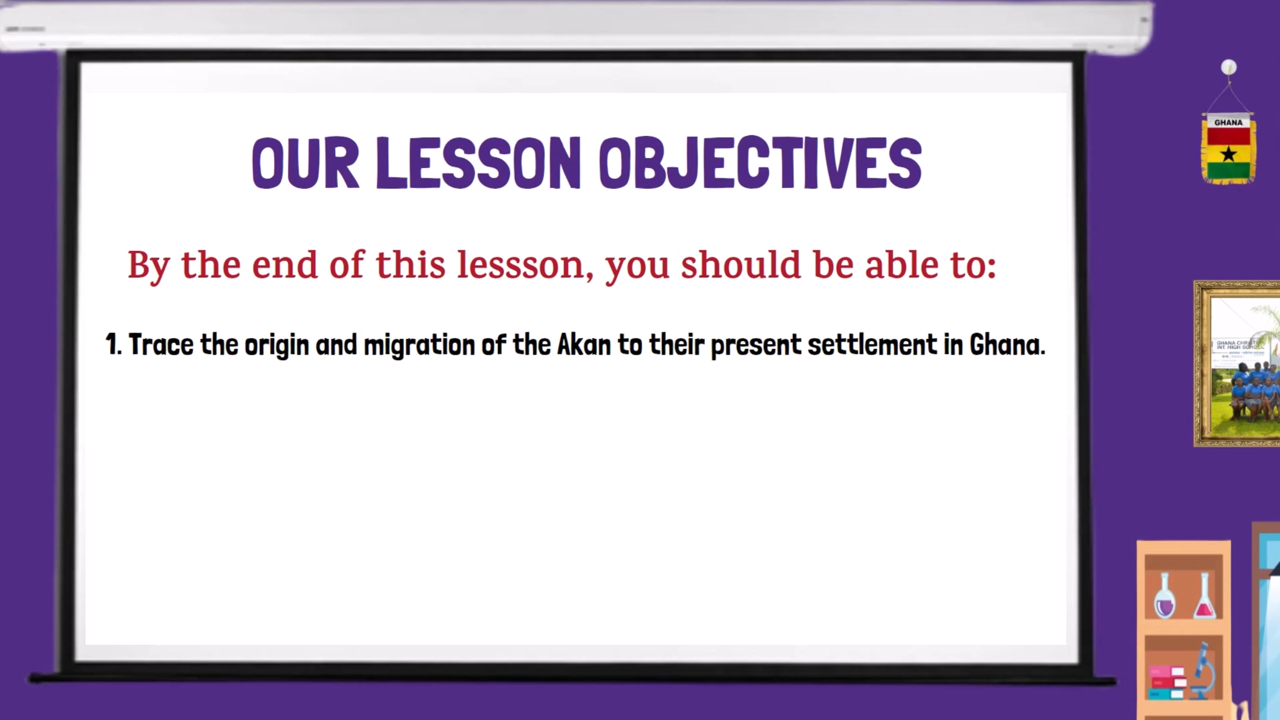 OUR LESSON OBJECTIVES
GHANA
By the end of this lessson, you should be able to:
1. Trace the origin and migration of the Akan to their present settlement in Ghana.